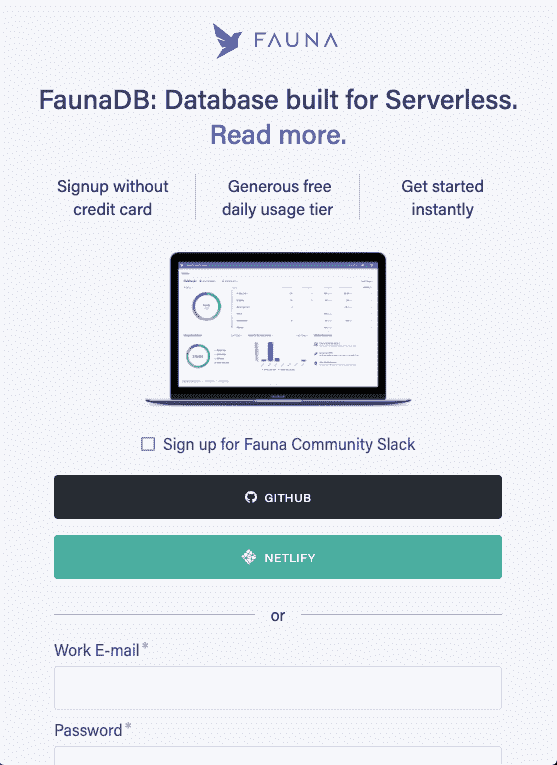 FAUNA
FaunaDB: Database built for Serverless.
Read more.
Signup without
credit card
Generous free
daily usage tier
Get started
instantly
Sign up for Fauna Community Slack
GITHUB
NETLIFY
or
Work E-mail*
Password*